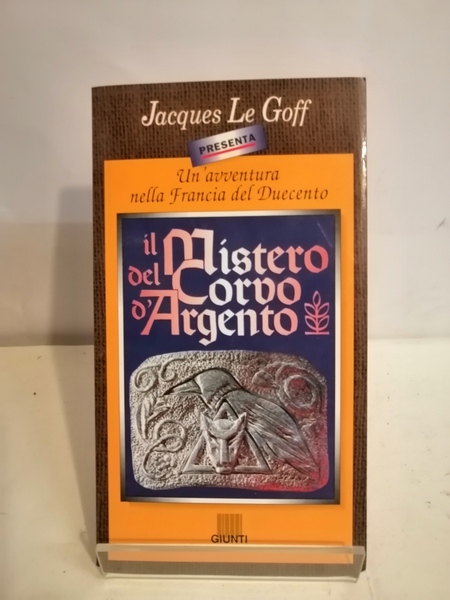 Jacques Le Goff
PRESENTA
Un'avventura
nella Francia del Duecento
il Mistero
del Corvo
d'Argento
GIUNTI